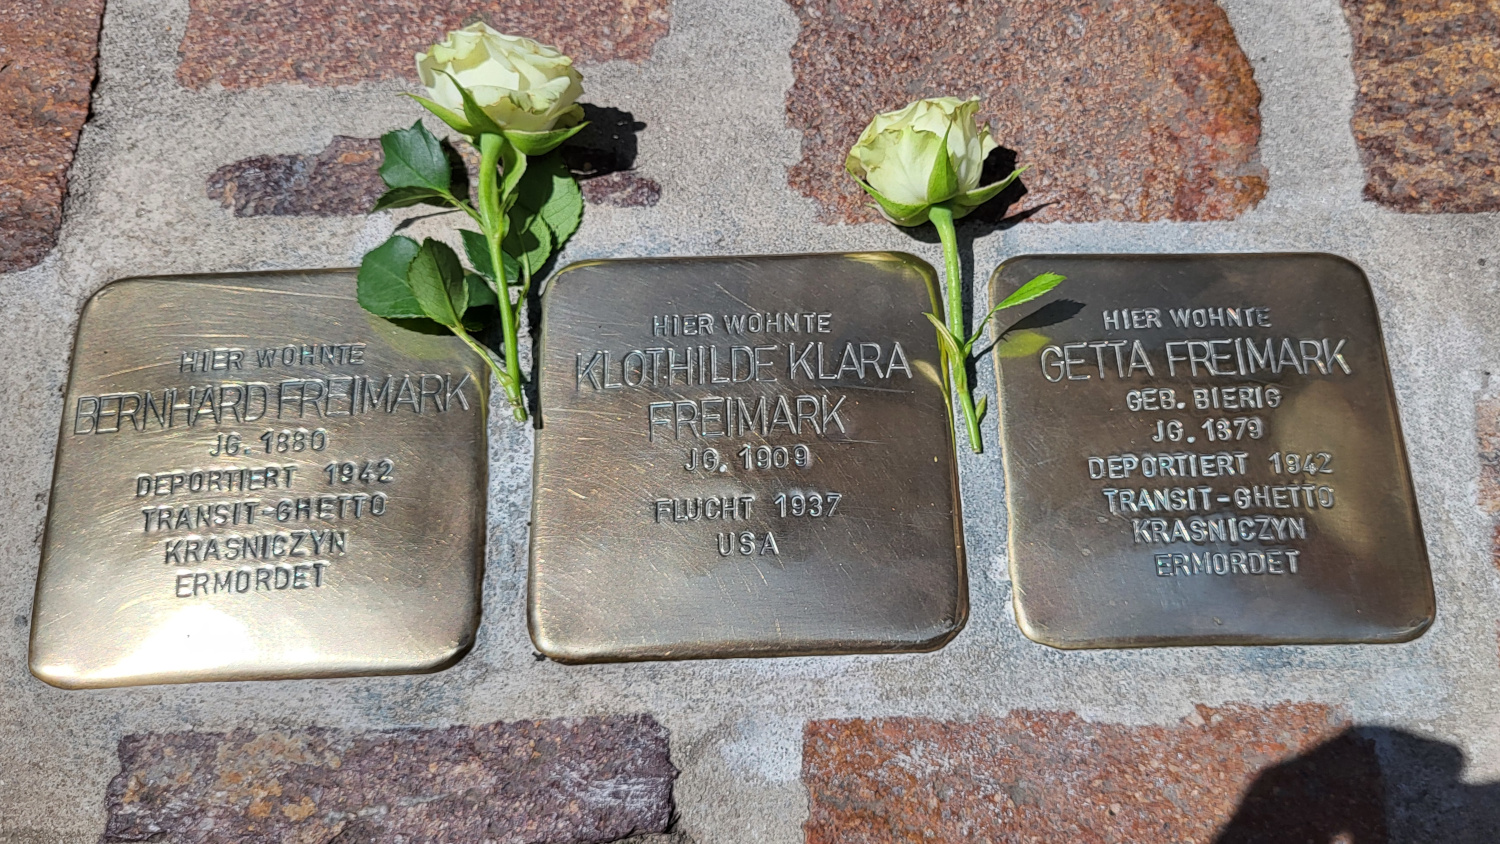 HIER WOHNTE
BERNHARD FREIMARK
JG. 1880
DEPORTIERT 1942
TRANSIT-GHETTO
KRASNICZYN
ERMORDET
HIER WOHNTE
KLOTHILDE KLARA
FREIMARK
JG. 1909
FLUCHT 1937
USA
HIER WOHNTE
GETTA FREIMARK
GEB. BIERIG
JG. 1879
DEPORTIERT 1942
TRANSIT-GHETTO
KRASNICZYN
ERMORDET